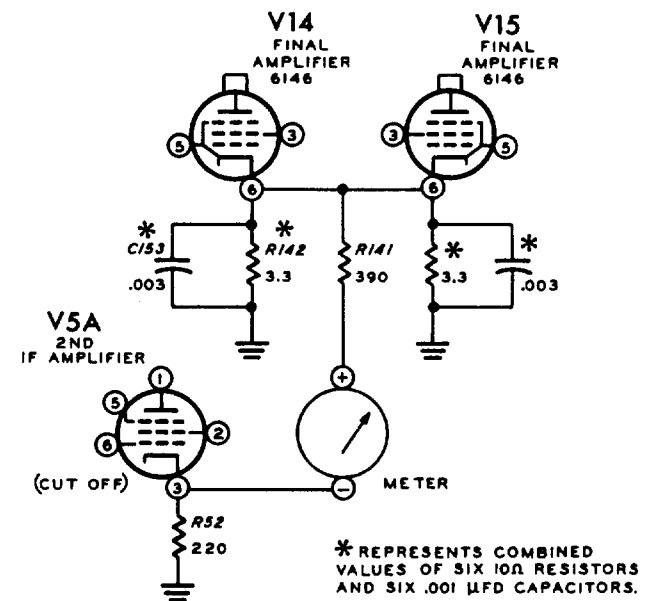 V14
FINAL
AMPLIFIER
6146
V15
FINAL
AMPLIFIER
6146
5
3
6
3
5
6
*
C153
.003
*
R142
3.3
R141
390
*
3.3
*
.003
V5A
2ND
IF AMPLIFIER
1
5
6
2
3
(CUT OFF)
+
-
METER
R52
220
* REPRESENTS COMBINED
VALUES OF SIX 10Ω RESISTORS
AND SIX .001 µFD CAPACITORS.